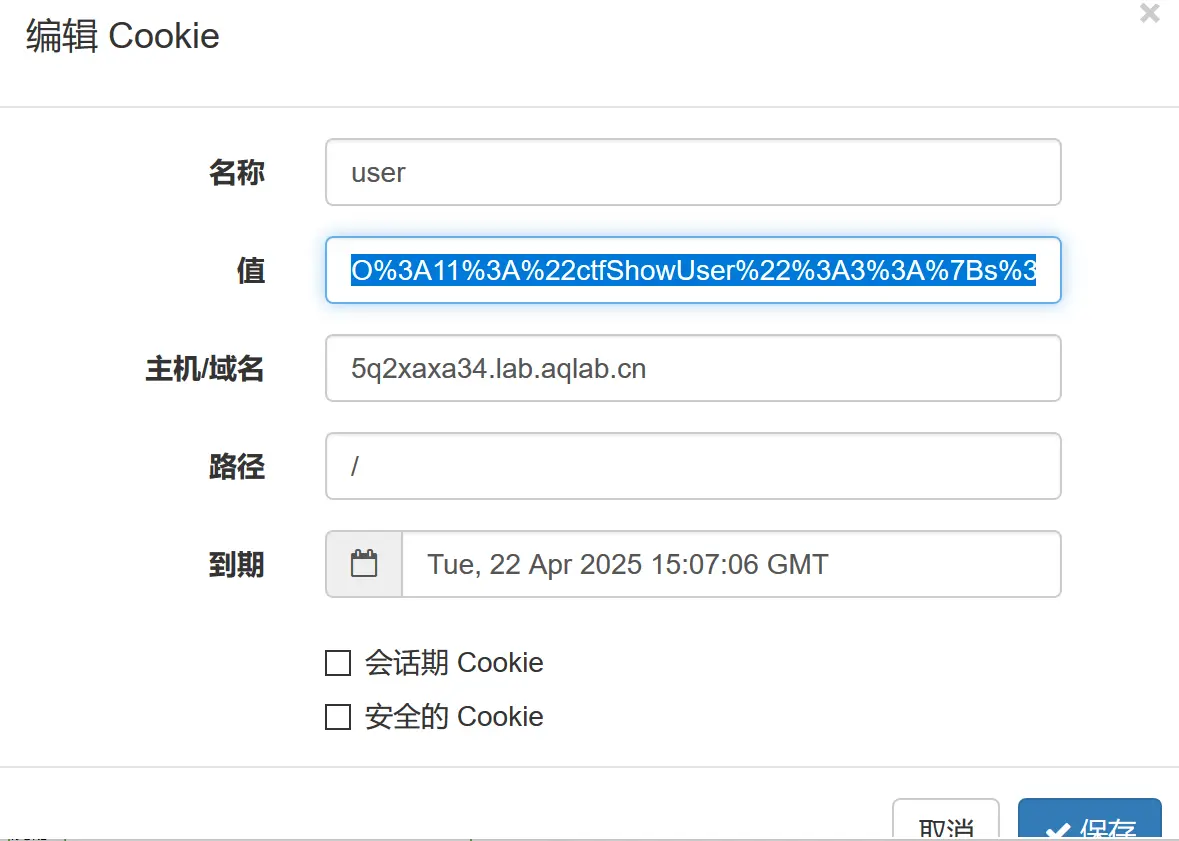 编辑 Cookie
×
名称
user
值
O%3A11%3A%22ctfShowUser%22%3A3%3A%7Bs%3
主机/域名
5q2xaxa34.lab.aqlab.cn
路径
/
到期
Tue, 22 Apr 2025 15:07:06 GMT
会话期 Cookie
安全的 Cookie
取消
保存